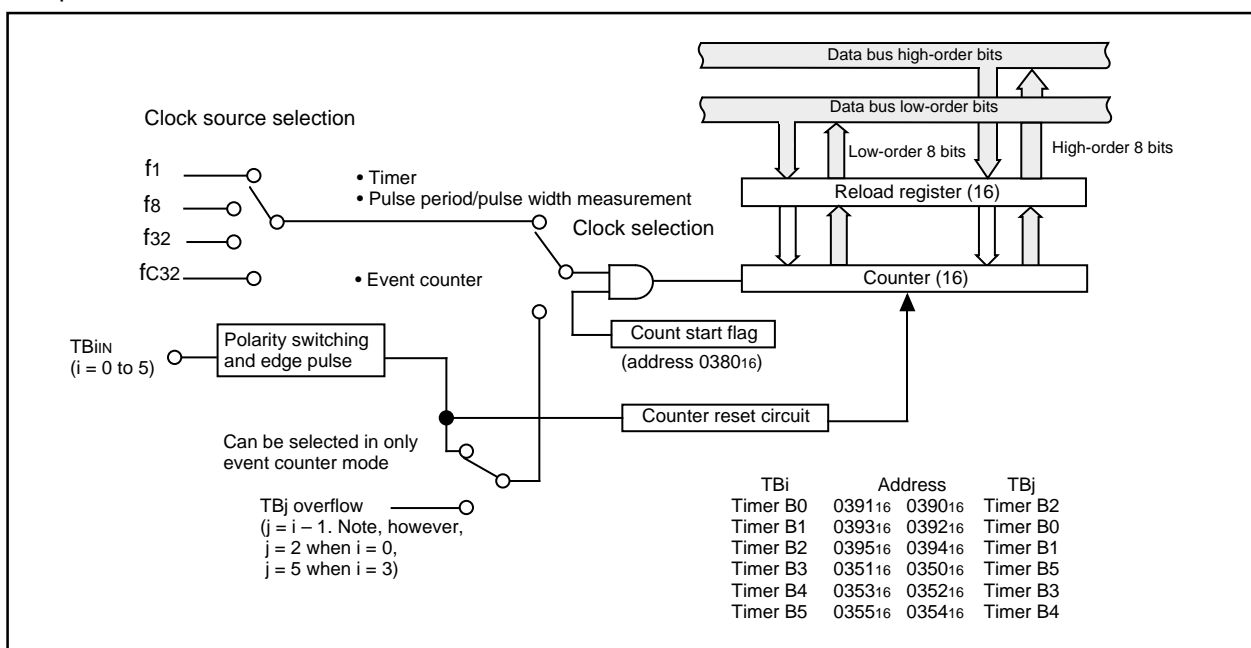 Data bus high-order bits
Data bus low-order bits
Clock source selection
Low-order 8 bits
High-order 8 bits
f1
• Timer
• Pulse period/pulse width measurement
Reload register (16)
f8
Clock selection
f32
fC32
• Event counter
Counter (16)
TBiIN
(i = 0 to 5)
Polarity switching
and edge pulse
Count start flag
(address 038016)
Counter reset circuit
Can be selected in only
event counter mode
TBj overflow
(j = i – 1. Note, however,
j = 2 when i = 0,
j = 5 when i = 3)
TBi Address TBj
Timer B0 039116 039016 Timer B2
Timer B1 039316 039216 Timer B0
Timer B2 039516 039416 Timer B1
Timer B3 035116 035016 Timer B5
Timer B4 035316 035216 Timer B3
Timer B5 035516 035416 Timer B4